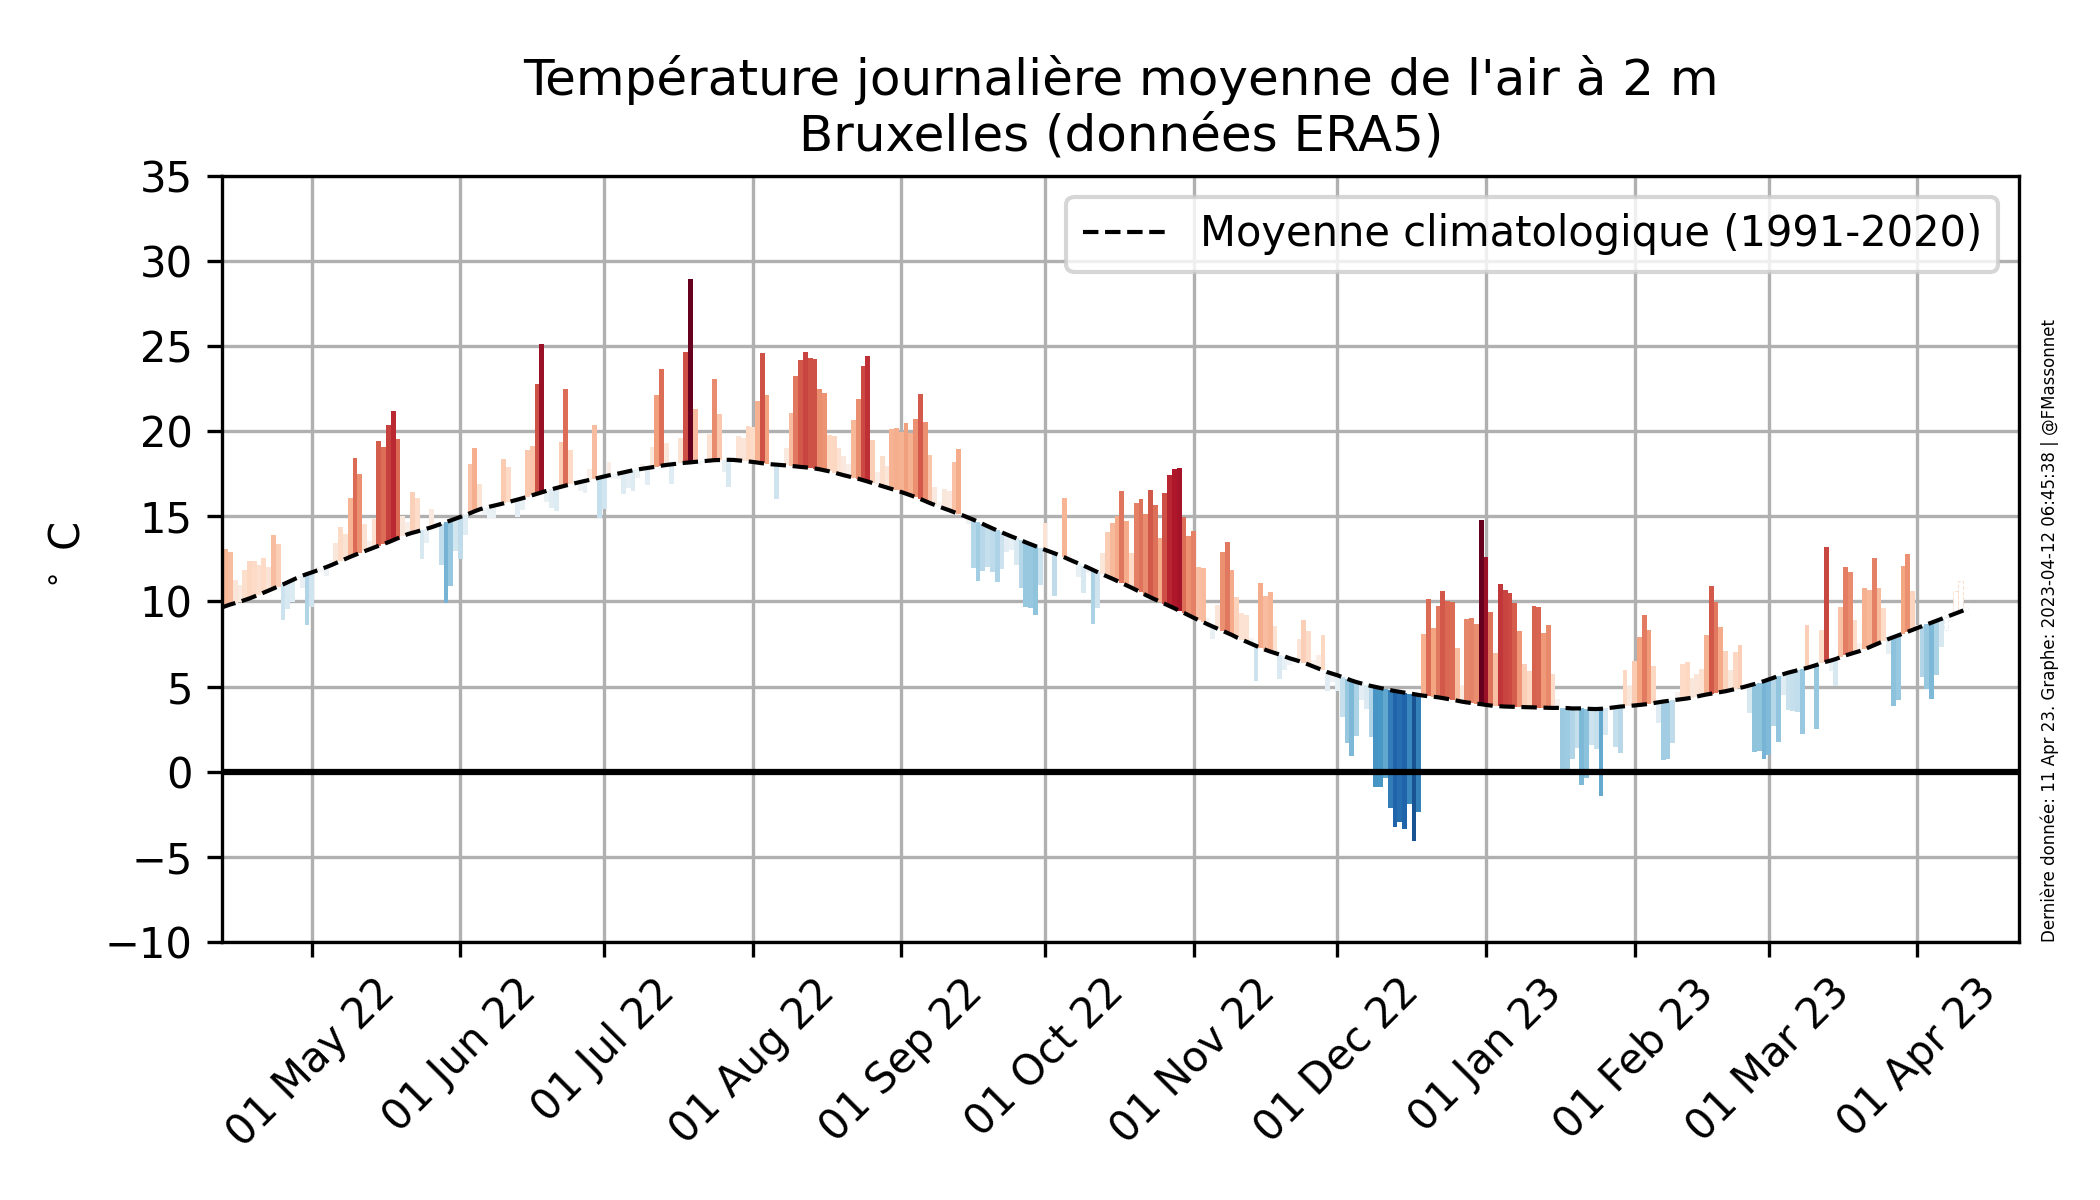 Température journalière moyenne de l'air à 2 m
Bruxelles (données ERA5)
Moyenne climatologique (1991-2020)
35
30
25
20
15
10
5
0
−5
−10
° C
01 May 22
01 Jun 22
01 Jul 22
01 Aug 22
01 Sep 22
01 Oct 22
01 Nov 22
01 Dec 22
01 Jan 23
01 Feb 23
01 Mar 23
01 Apr 23
Dernière donnée: 11 Apr 23. Graphe: 2023-04-12 06:45:38 | @FMassonnet